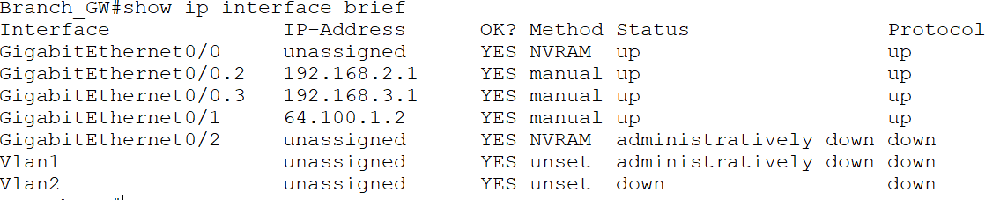 Branch_GW#show ip interface brief
Interface IP-Address OK? Method Status Protocol
GigabitEthernet0/0 unassigned YES NVRAM up up
GigabitEthernet0/0.2 192.168.2.1 YES manual up up
GigabitEthernet0/0.3 192.168.3.1 YES manual up up
GigabitEthernet0/1 64.100.1.2 YES manual up up
GigabitEthernet0/2 unassigned YES NVRAM administratively down down
Vlan1 unassigned YES unset administratively down down
Vlan2 unassigned YES unset down down